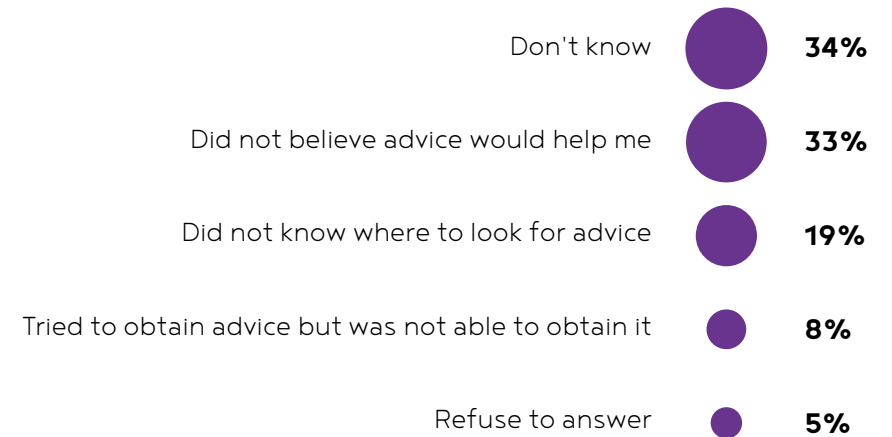 Don't know 34%
Did not believe advice would help me 33%
Did not know where to look for advice 19%
Tried to obtain advice but was not able to obtain it 8%
Refuse to answer 5%